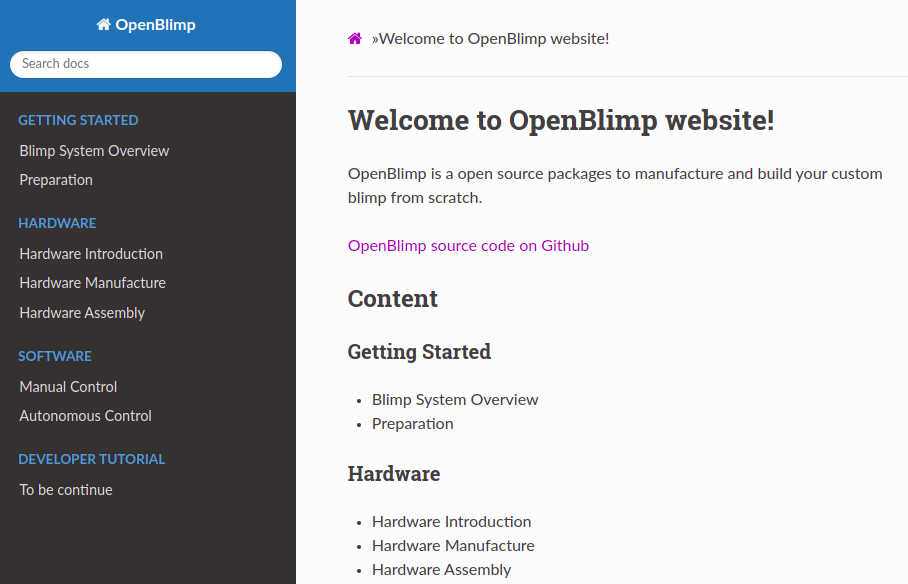 OpenBlimp
Search docs
GETTING STARTED
Blimp System Overview
Preparation
HARDWARE
Hardware Introduction
Hardware Manufacture
Hardware Assembly
SOFTWARE
Manual Control
Autonomous Control
DEVELOPER TUTORIAL
To be continue
»Welcome to OpenBlimp website!
Welcome to OpenBlimp website!
OpenBlimp is a open source packages to manufacture and build your custom
blimp from scratch.
OpenBlimp source code on Github
Content
Getting Started
• Blimp System Overview
• Preparation
Hardware
• Hardware Introduction
• Hardware Manufacture
• Hardware Assembly